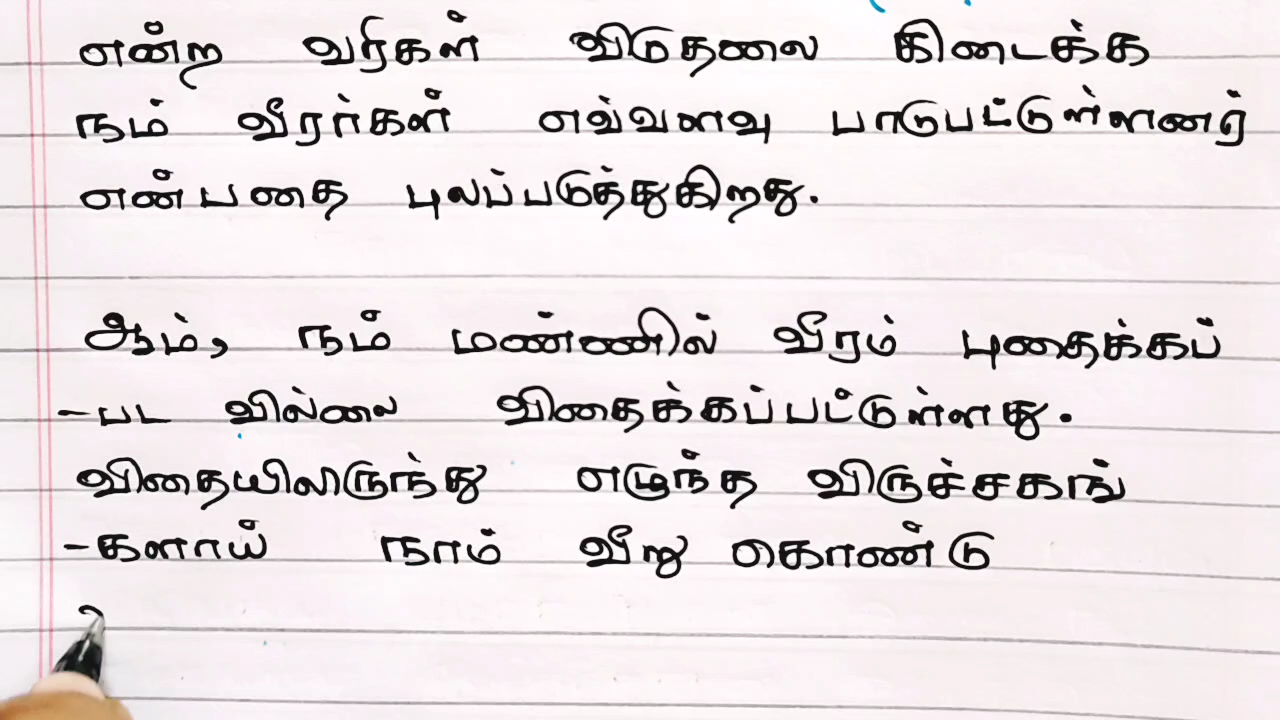 என்ற வரிகள் விடுதலை கிடைக்க
நம் வீரர்கள் எவ்வளவு பாடுபட்டுள்ளனர்
என்பதை புலப்படுத்துகிறது.
ஆம், நம் மண்ணில் வீரம் புதைக்கப்
-பட வில்லை விதைக்கப்பட்டுள்ளது.
விதையிலிருந்து எழுந்த விருச்சகங்
-களாய் நாம் வீறு கொண்டு